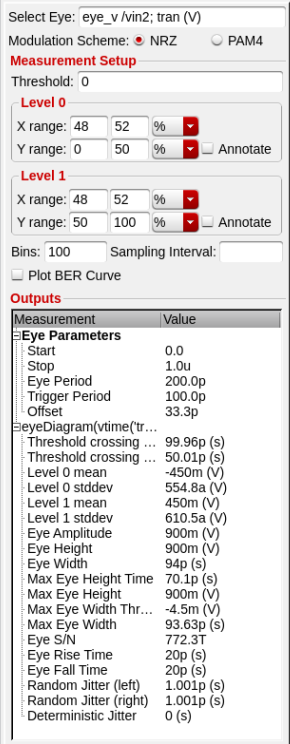 Select Eye: eye_v /vin2; tran (V)
Modulation Scheme: NRZ PAM4
Measurement Setup
Threshold: 0
Level 0
X range: 48 52 %
Y range: 0 50 % Annotate
Level 1
X range: 48 52 %
Y range: 50 100 % Annotate
Bins: 100 Sampling Interval:
Plot BER Curve
Outputs
Measurement Value
Eye Parameters
Start 0.0
Stop 1.0u
Eye Period 200.0p
Trigger Period 100.0p
Offset 33.3p
eyeDiagram(vtime('tr...
Threshold crossing ... 99.96p (s)
Threshold crossing ... 50.01p (s)
Level 0 mean -450m (V)
Level 0 stddev 554.8a (V)
Level 1 mean 450m (V)
Level 1 stddev 610.5a (V)
Eye Amplitude 900m (V)
Eye Height 900m (V)
Eye Width 94p (s)
Max Eye Height Time 70.1p (s)
Max Eye Height 900m (V)
Max Eye Width Thr... -4.5m (V)
Max Eye Width 93.63p (s)
Eye S/N 772.3T
Eye Rise Time 20p (s)
Eye Fall Time 20p (s)
Random Jitter (left) 1.001p (s)
Random Jitter (right) 1.001p (s)
Deterministic Jitter 0 (s)